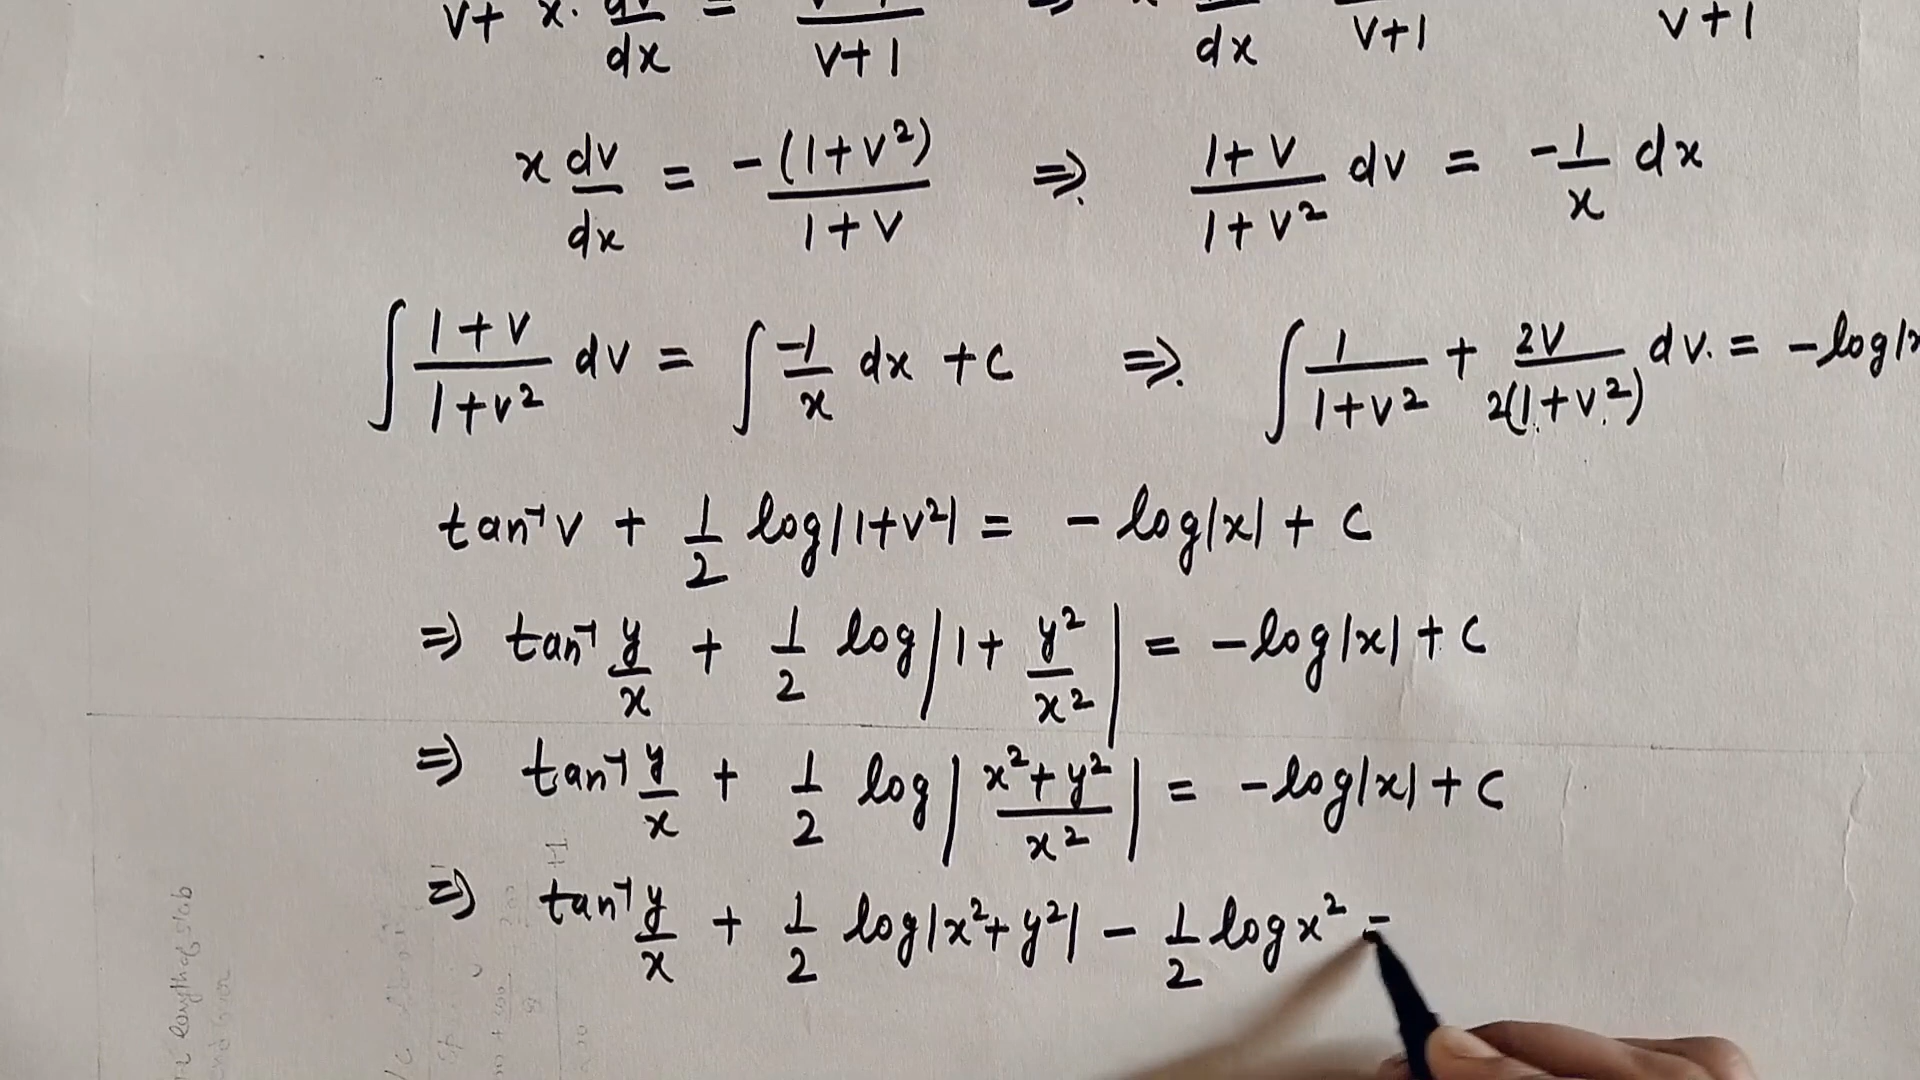 v + x. dv/dx = v-1/v+1 ⇒ dx v+1 v+1
x dv/dx = -(1+v²)/1+v ⇒ 1+v/1+v² dv = -1/x dx
∫ 1+v/1+v² dv = ∫ -1/x dx + c ⇒ ∫ 1/1+v² + 2v/2(1+v²) dv. = -log|x
tan⁻¹v + 1/2 log|1+v²| = -log|x| + c
⇒ tan⁻¹ y/x + 1/2 log|1 + y²/x²| = -log|x| + c
⇒ tan⁻¹ y/x + 1/2 log|x²+y²/x²| = -log|x| + c
⇒ tan⁻¹ y/x + 1/2 log|x²+y²| - 1/2 log x² =